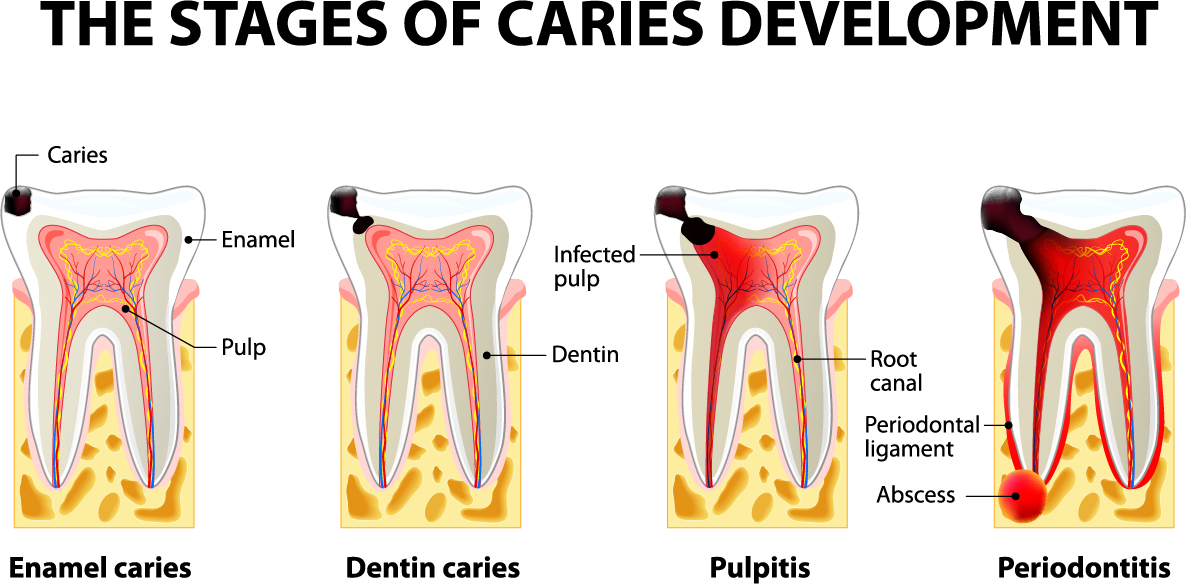 THE STAGES OF CARIES DEVELOPMENT
Caries
Enamel
Pulp
Dentin
Infected
pulp
Root
canal
Periodontal
ligament
Abscess
Enamel caries
Dentin caries
Pulpitis
Periodontitis